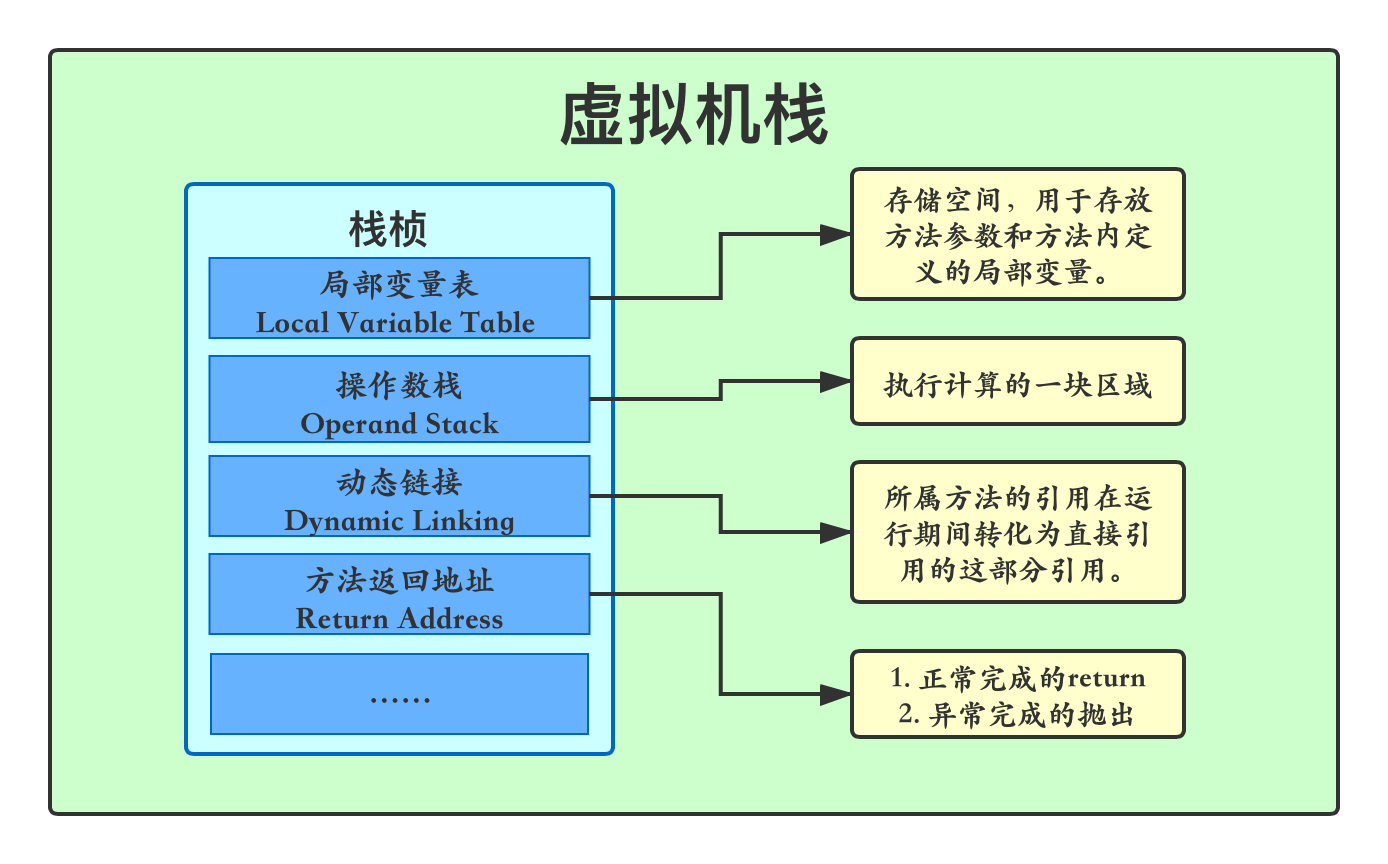 虚拟机栈
栈桢
局部变量表
Local Variable Table
操作数栈
Operand Stack
动态链接
Dynamic Linking
方法返回地址
Return Address
......
存储空间，用于存放
方法参数和方法内定
义的局部变量。
执行计算的一块区域
所属方法的引用在运
行期间转化为直接引
用的这部分引用。
1. 正常完成的return
2. 异常完成的抛出